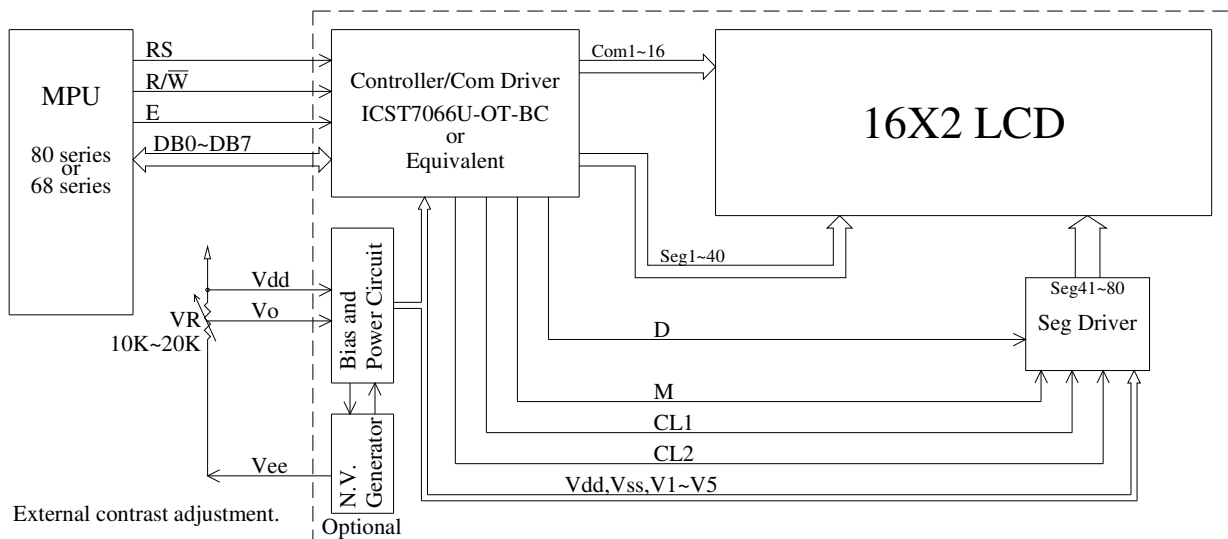 MPU
80 series
or
68 series
RS
R/W̅
E
DB0~DB7
Controller/Com Driver
ICST7066U-OT-BC
or
Equivalent
Com1~16
16X2 LCD
Seg1~40
Seg41~80
Seg Driver
Vdd
Vo
VR
10K~20K
Bias and
Power Circuit
D
M
CL1
CL2
Vdd,Vss,V1~V5
Vee
N.V.
Generator
Optional
External contrast adjustment.